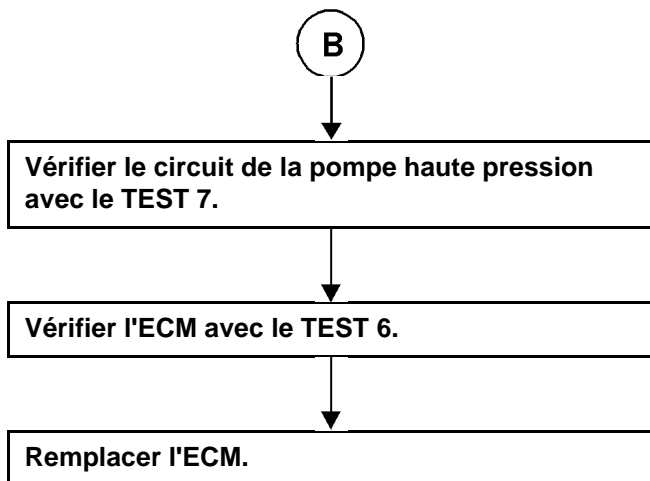 B
Vérifier le circuit de la pompe haute pression
avec le TEST 7.
Vérifier l'ECM avec le TEST 6.
Remplacer l'ECM.